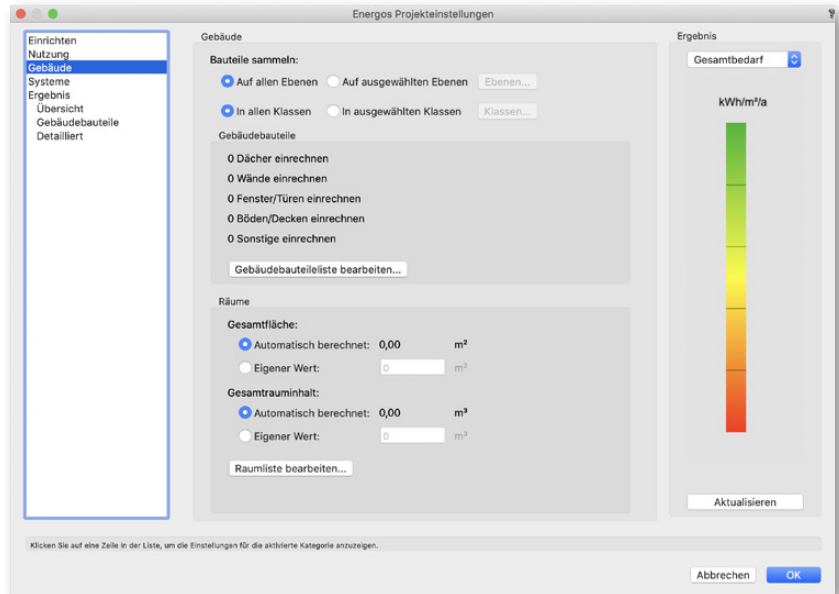 Energos Projekteinstellungen
Einrichten
Nutzung
Gebäude
Systeme
Ergebnis
Übersicht
Gebäudebauteile
Detailliert
Gebäude
Bauteile sammeln:
Auf allen Ebenen Auf ausgewählten Ebenen Ebenen...
In allen Klassen In ausgewählten Klassen Klassen...
Gebäudebauteile
0 Dächer einrechnen
0 Wände einrechnen
0 Fenster/Türen einrechnen
0 Böden/Decken einrechnen
0 Sonstige einrechnen
Gebäudebauteileliste bearbeiten...
Räume
Gesamtfläche:
Automatisch berechnet: 0,00 m²
Eigener Wert: 0 m²
Gesamtrauminhalt:
Automatisch berechnet: 0,00 m³
Eigener Wert: 0 m³
Raumliste bearbeiten...
Ergebnis
Gesamtbedarf
kWh/m²/a
Aktualisieren
Klicken Sie auf eine Zeile in der Liste, um die Einstellungen für die aktivierte Kategorie anzuzeigen.
Abbrechen OK